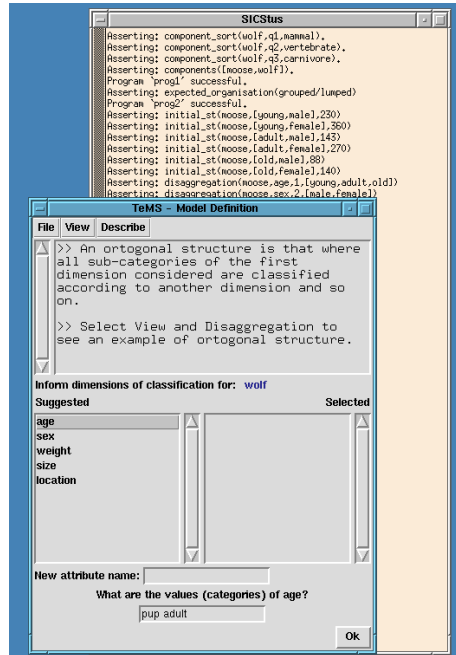 SICStus
Asserting: component_sort(wolf,q1,mammal).
Asserting: component_sort(wolf,q2,vertebrate).
Asserting: component_sort(wolf,q3,carnivore).
Asserting: components([moose,wolf]).
Program `prog1' successful.
Asserting: expected_organisation(grouped/lumped)
Program `prog2' successful.
Asserting: initial_st(moose,[young,male],230)
Asserting: initial_st(moose,[young,female],360)
Asserting: initial_st(moose,[adult,male],143)
Asserting: initial_st(moose,[adult,female],270)
Asserting: initial_st(moose,[old,male],88)
Asserting: initial_st(moose,[old,female],140)
Asserting: disaggregation(moose,age,1,[young,adult,old])
Asserting: disaggregation(moose,sex,2,[male,female])
TeMS - Model Definition
File View Describe
>> An ortogonal structure is that where
all sub-categories of the first
dimension considered are classified
according to another dimension and so
on.
>> Select View and Disaggregation to
see an example of ortogonal structure.
Inform dimensions of classification for: wolf
Suggested Selected
age
sex
weight
size
location
New attribute name:
What are the values (categories) of age?
pup adult
Ok